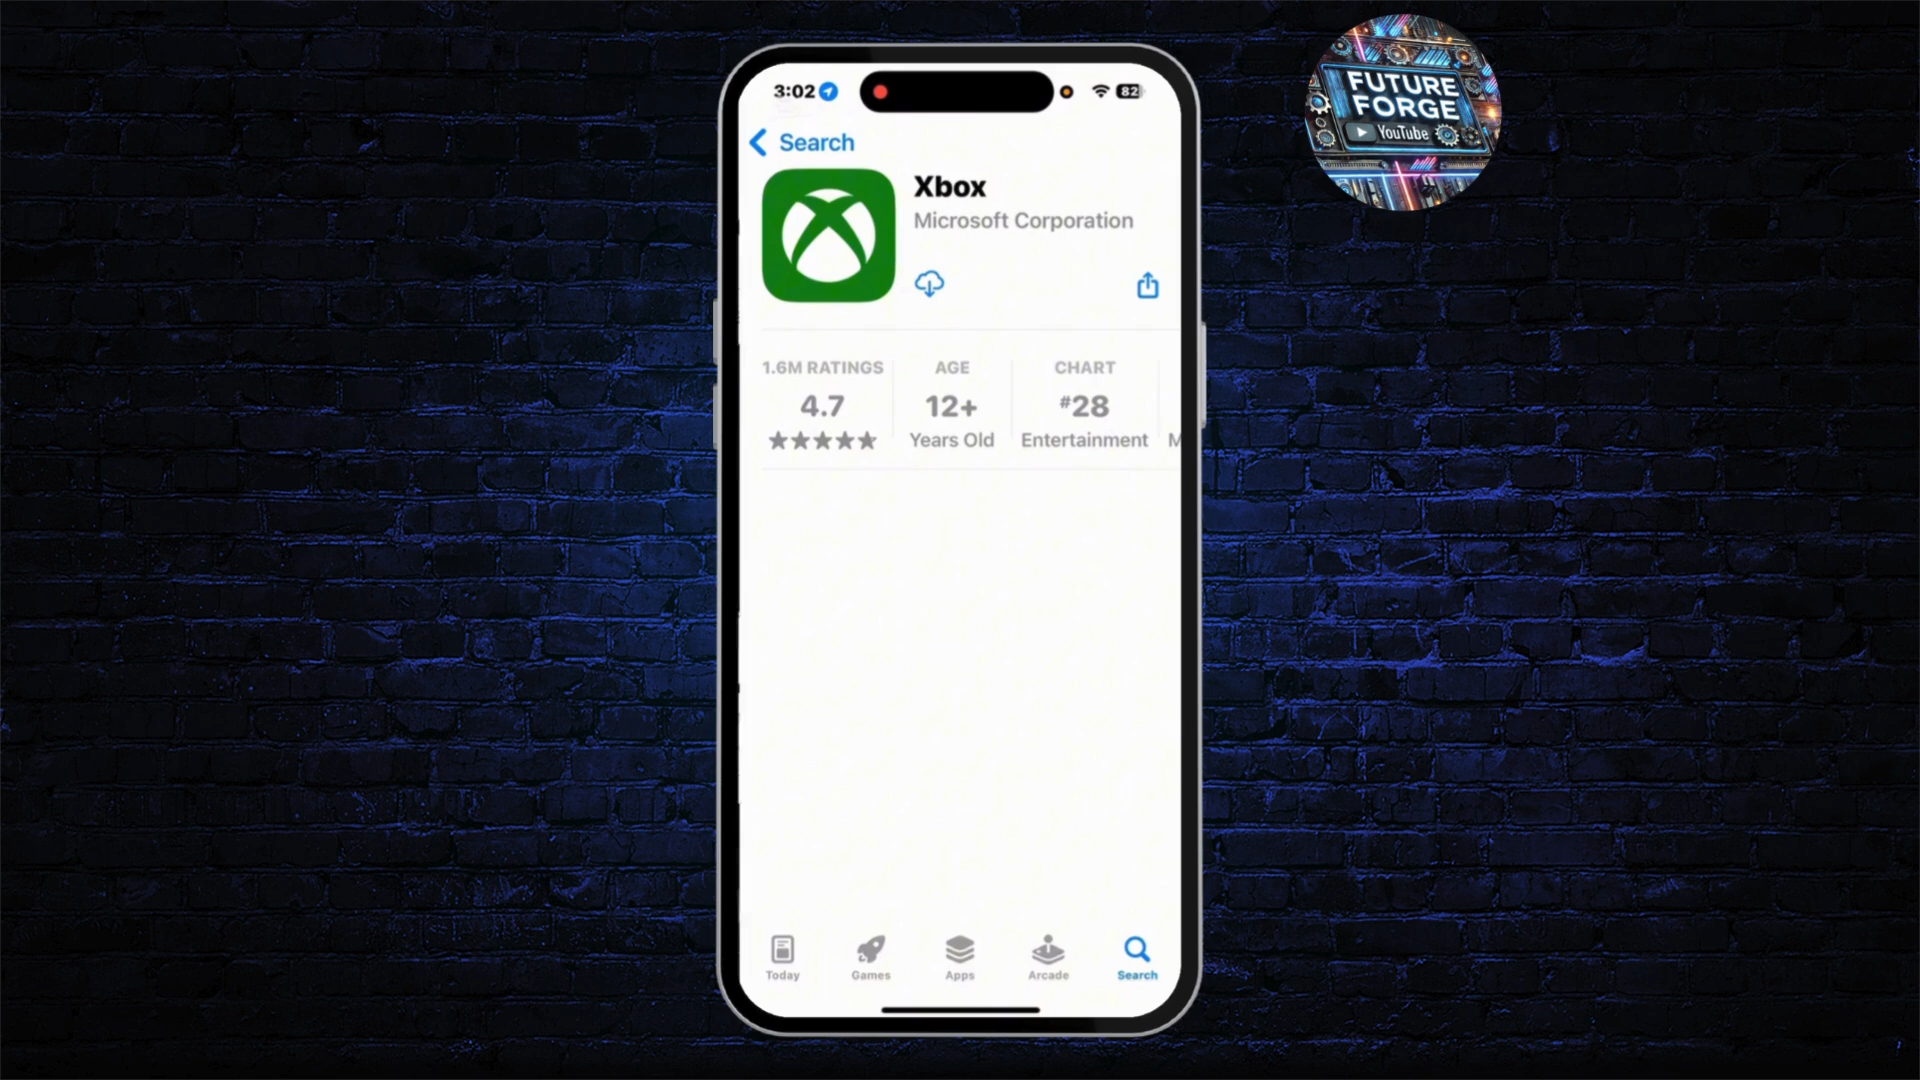 FUTURE
FORGE
YouTube
3:02
82
Search
Xbox
Microsoft Corporation
1.6M RATINGS
4.7
AGE
12+
Years Old
CHART
#28
Entertainment
M
Today
Games
Apps
Arcade
Search